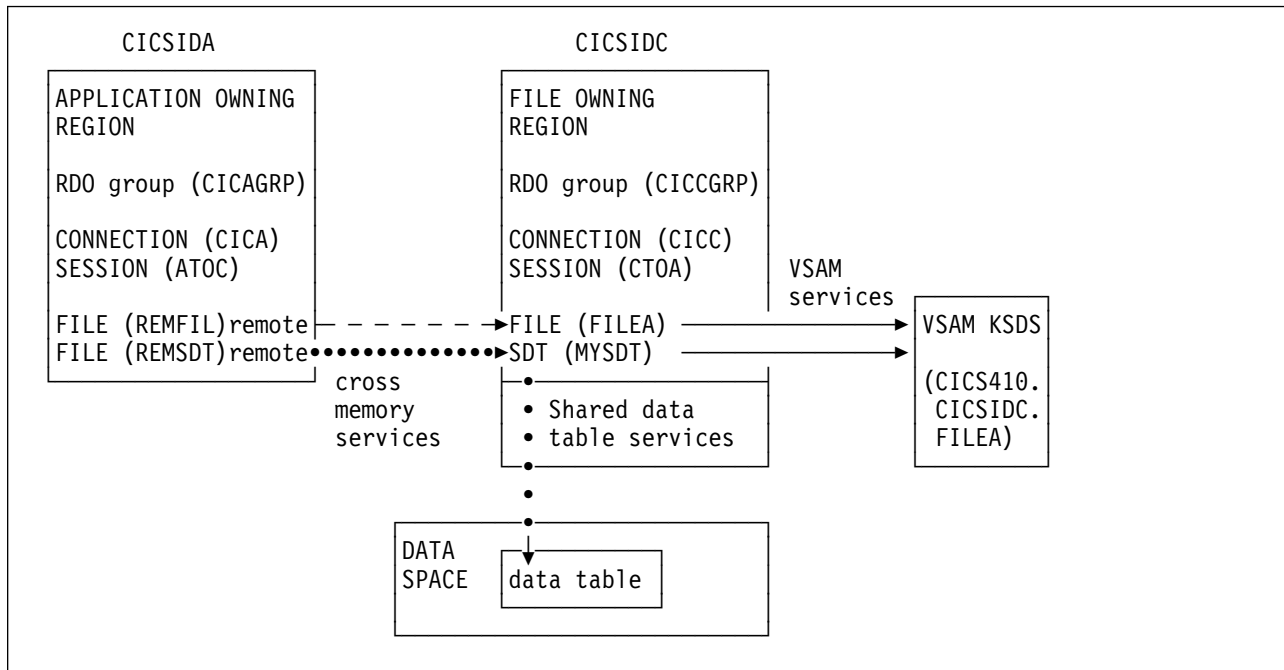 CICSIDA
APPLICATION OWNING
REGION
RDO group (CICAGRP)
CONNECTION (CICA)
SESSION (ATOC)
FILE (REMFIL)remote
FILE (REMSDT)remote
cross
memory
services
CICSIDC
FILE OWNING
REGION
RDO group (CICCGRP)
CONNECTION (CICC)
SESSION (CTOA)
FILE (FILEA)
SDT (MYSDT)
Shared data
table services
VSAM
services
VSAM KSDS
(CICS410.
CICSIDC.
FILEA)
DATA
SPACE
data table